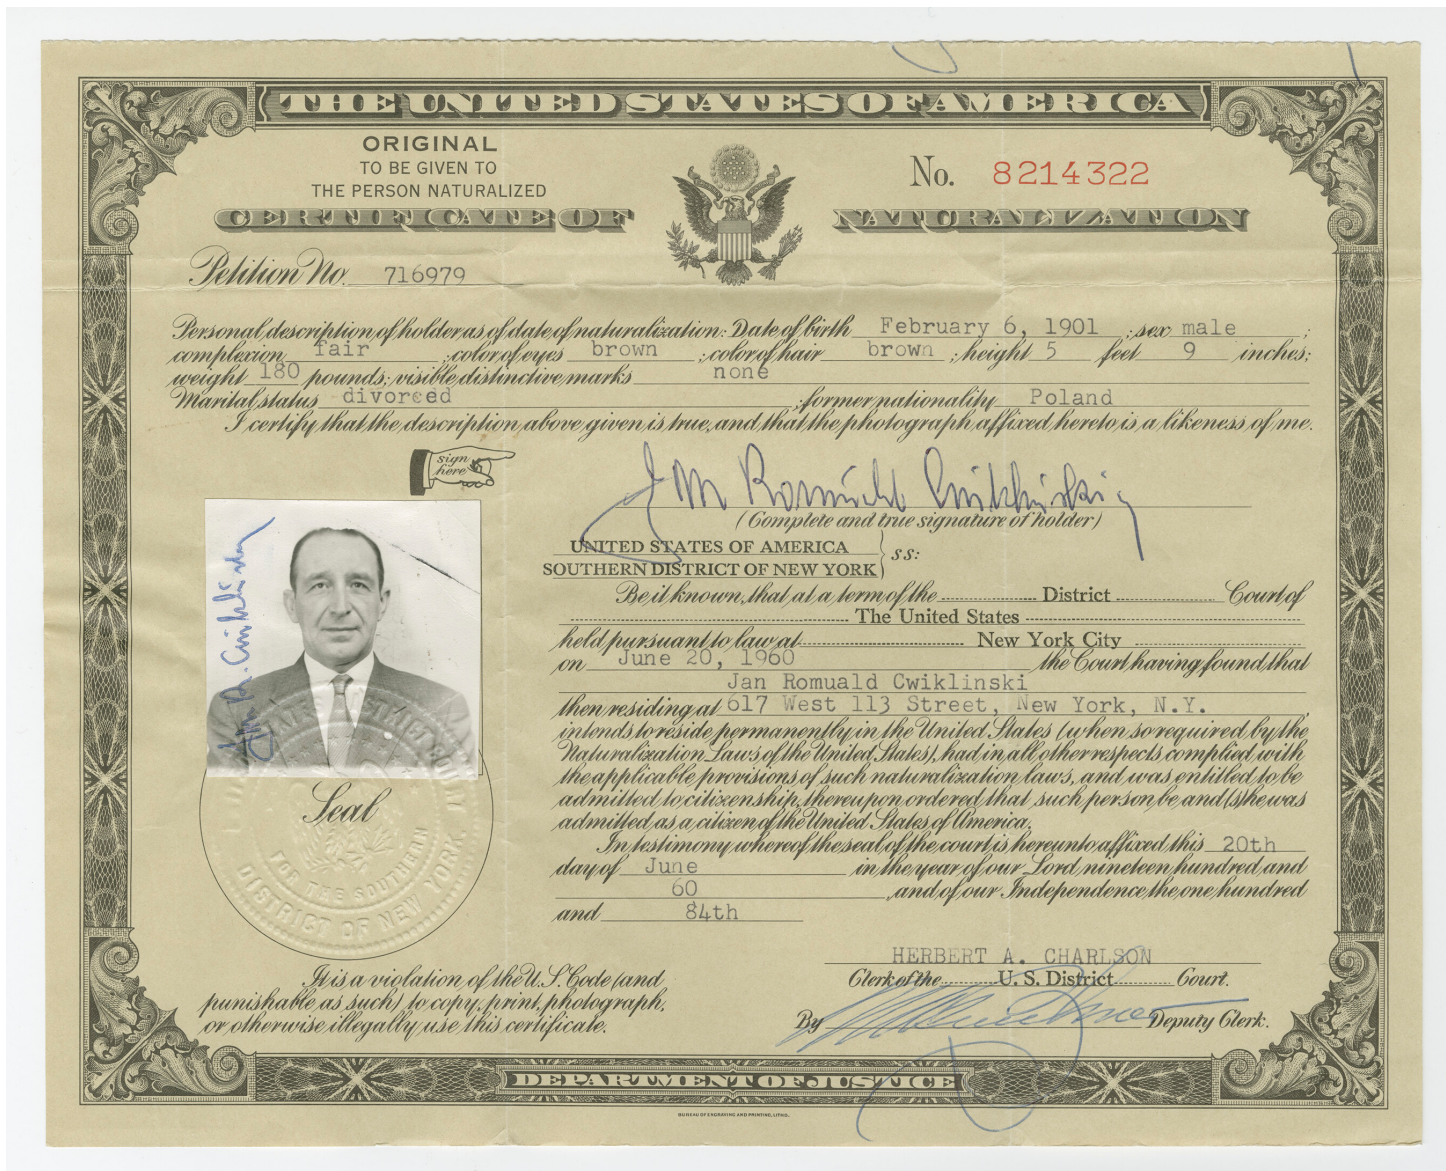 THE UNITED STATES OF AMERICA
ORIGINAL
TO BE GIVEN TO
THE PERSON NATURALIZED
No. 8214322
CERTIFICATE OF NATURALIZATION
Petition No. 716979
Personal description of holder as of date of naturalization: Date of birth February 6, 1901 ; sex male ;
complexion fair ; color of eyes brown ; color of hair brown ; height 5 feet 9 inches;
weight 180 pounds; visible distinctive marks none
Marital status divorced ; former nationality Poland
I certify that the description above given is true, and that the photograph affixed hereto is a likeness of me.
sign
here
Romuald Cwiklinski
(Complete and true signature of holder)
UNITED STATES OF AMERICA
SOUTHERN DISTRICT OF NEW YORK } ss:
Be it known, that at a term of the District Court of
The United States
held pursuant to law at New York City
on June 20, 1960 the Court having found that
Jan Romuald Cwiklinski
then residing at 617 West 113 Street, New York, N.Y. ,
intends to reside permanently in the United States (when so required by the
Naturalization Laws of the United States), had in all other respects complied with
the applicable provisions of such naturalization laws, and was entitled to be
admitted to citizenship, thereupon ordered that such person be and (s)he was
admitted as a citizen of the United States of America.
In testimony whereof the seal of the court is hereunto affixed this 20th
day of June in the year of our Lord nineteen hundred and
60 , and of our Independence the one hundred
and 84th
R. Cwiklinski
Seal
FOR THE SOUTHERN
DISTRICT OF NEW YORK.
HERBERT A. CHARLSON
Clerk of the U. S. District Court.
By Deputy Clerk.
It is a violation of the U.S. Code (and
punishable as such) to copy, print, photograph,
or otherwise illegally use this certificate.
DEPARTMENT OF JUSTICE
BUREAU OF ENGRAVING AND PRINTING, LITHO.